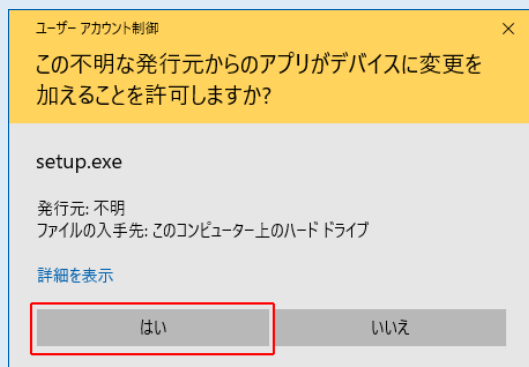 ユーザー アカウント制御
この不明な発行元からのアプリがデバイスに変更を
加えることを許可しますか?
setup.exe
発行元: 不明
ファイルの入手先: このコンピューター上のハード ドライブ
詳細を表示
はい
いいえ